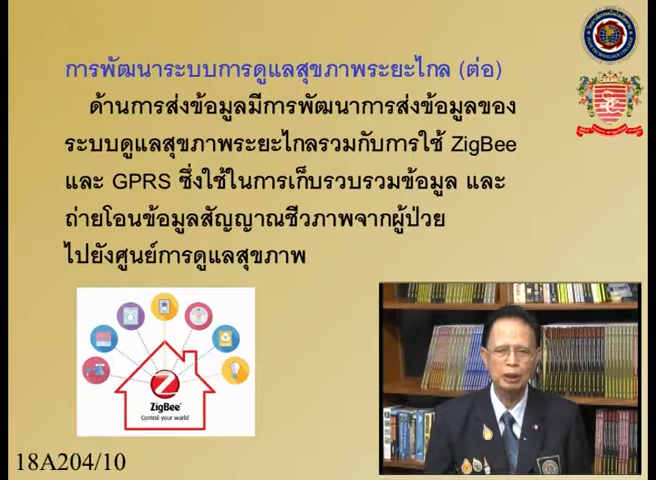 การพัฒนาระบบการดูแลสุขภาพระยะไกล (ต่อ)
ด้านการส่งข้อมูลมีการพัฒนาการส่งข้อมูลของ
ระบบดูแลสุขภาพระยะไกลรวมกับการใช้ ZigBee
และ GPRS ซึ่งใช้ในการเก็บรวบรวมข้อมูล และ
ถ่ายโอนข้อมูลสัญญาณชีวภาพจากผู้ป่วย
ไปยังศูนย์การดูแลสุขภาพ
ZigBee
Control your world
18A204/10